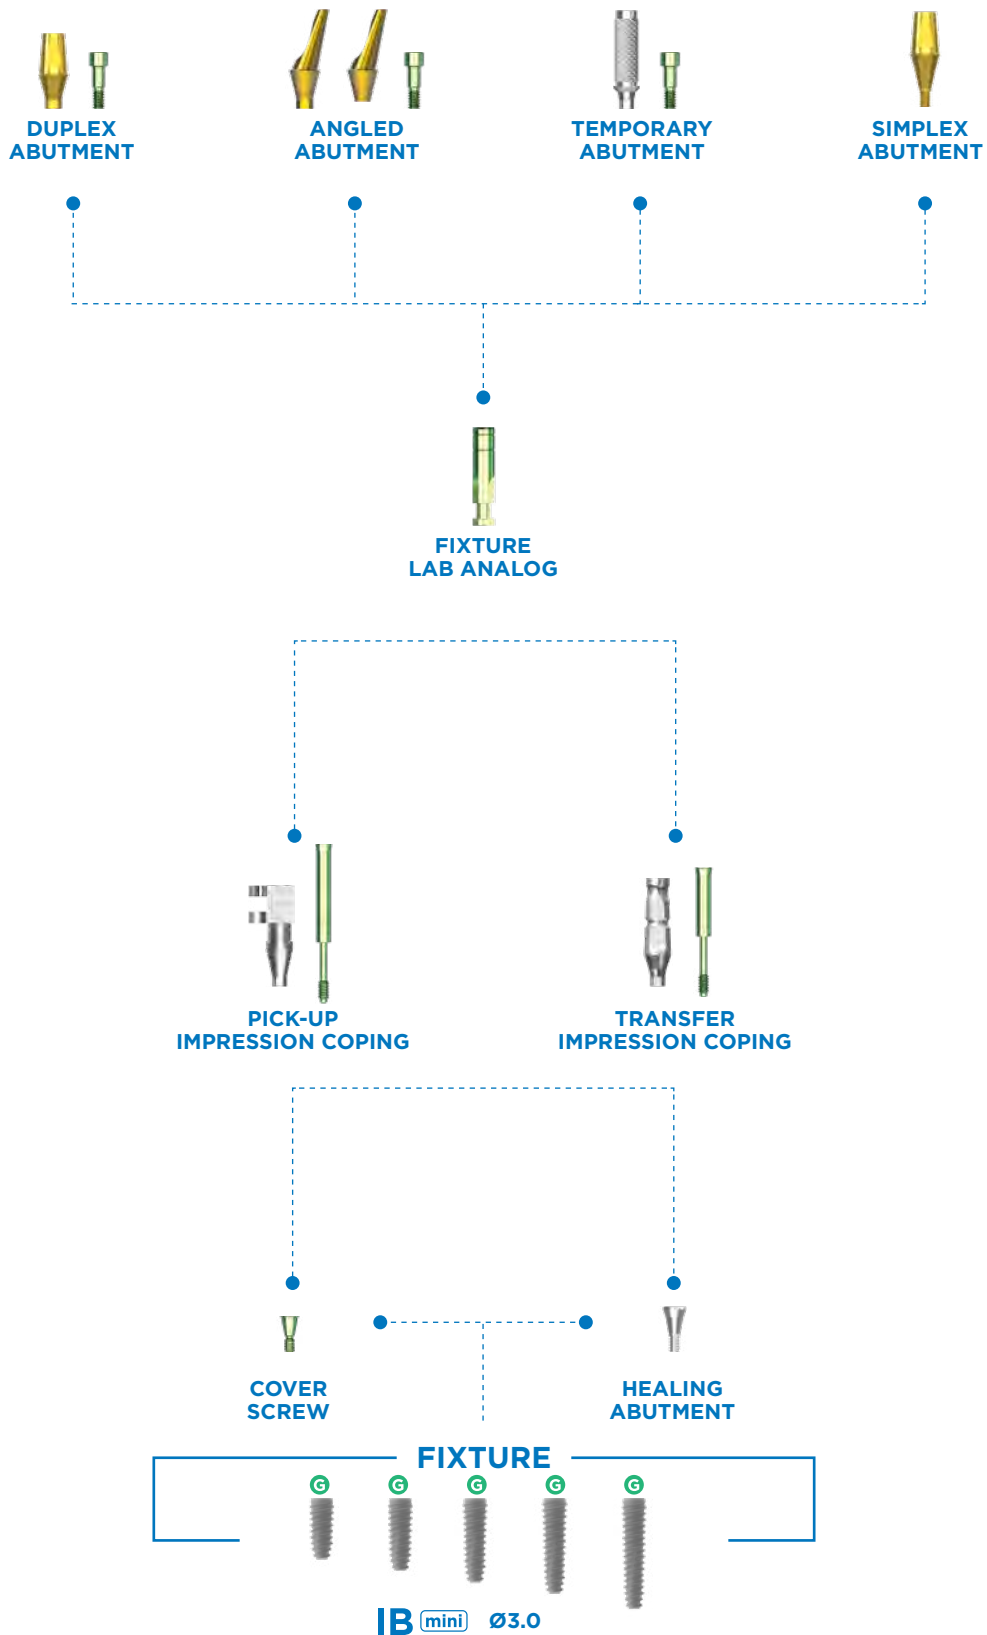 DUPLEX
ABUTMENT
ANGLED
ABUTMENT
TEMPORARY
ABUTMENT
SIMPLEX
ABUTMENT
FIXTURE
LAB ANALOG
PICK-UP
IMPRESSION COPING
TRANSFER
IMPRESSION COPING
COVER
SCREW
HEALING
ABUTMENT
FIXTURE
G G G G G
IB mini Ø3.0